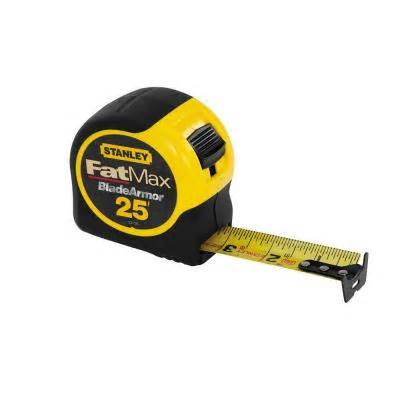 STANLEY
FatMax
BladeArmor
25'
3 2